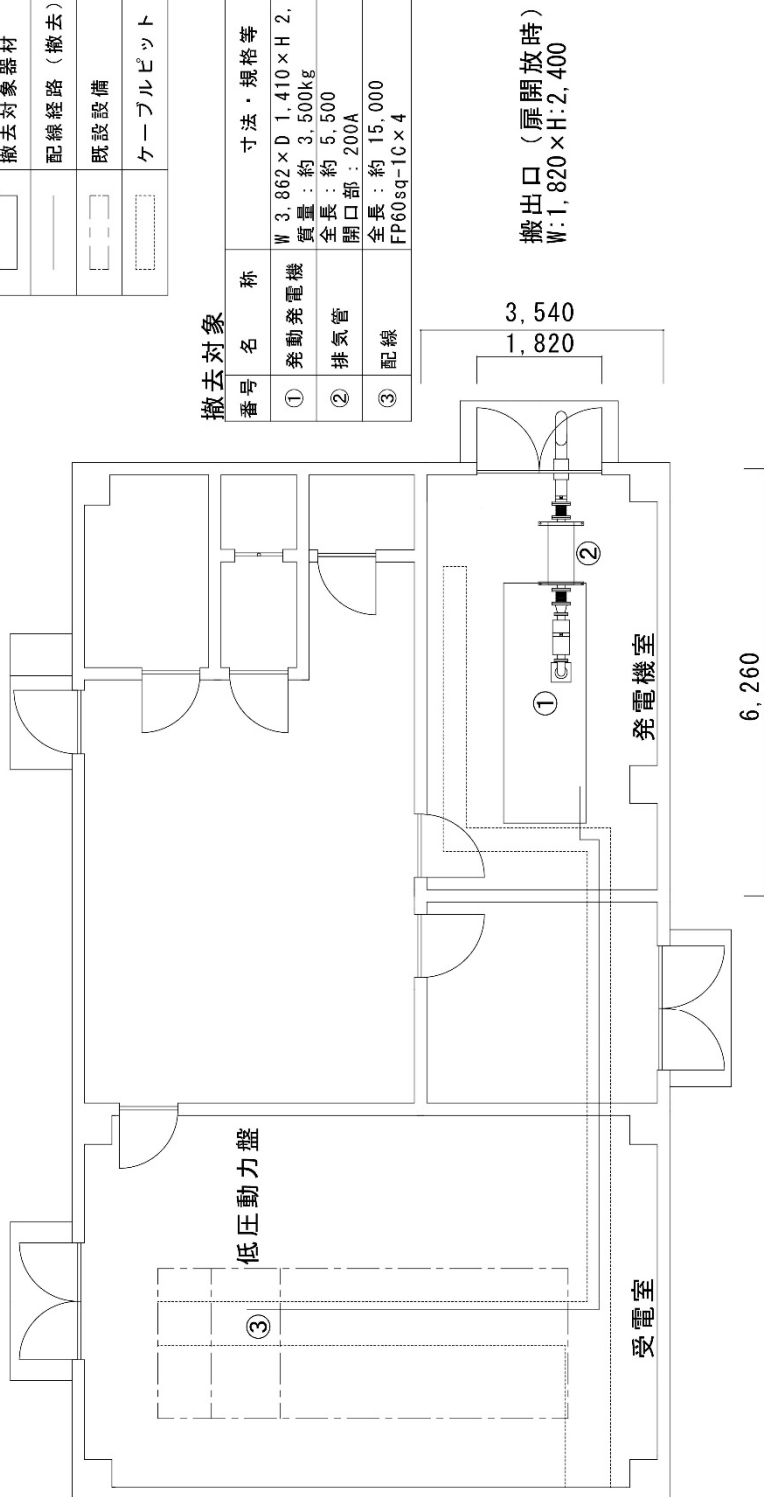 撤去対象器材
配線経路（撤去）
既設設備
ケーブルピット
撤去対象
番号 名 称 寸法・規格等
① 発動発電機 W 3,862×D 1,410×H 2,
質量：約 3,500kg
② 排気管 全長：約 5,500
開口部：200A
③ 配線 全長：約 15,000
FP60sq-1C×4
搬出口（扉開放時）
W:1,820×H:2,400
3,540
1,820
②
①
発電機室
6,260
低圧動力盤
③
受電室